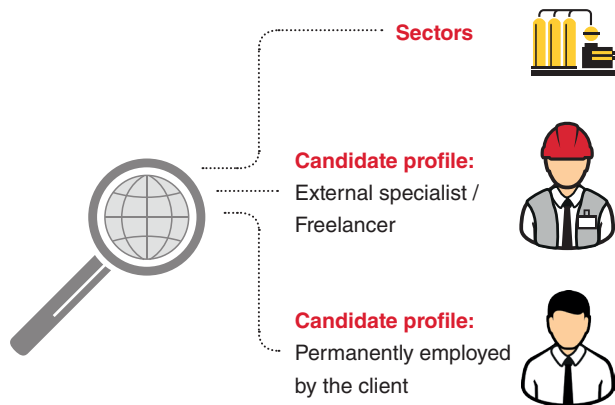 Sectors
Candidate profile:
External specialist /
Freelancer
Candidate profile:
Permanently employed
by the client